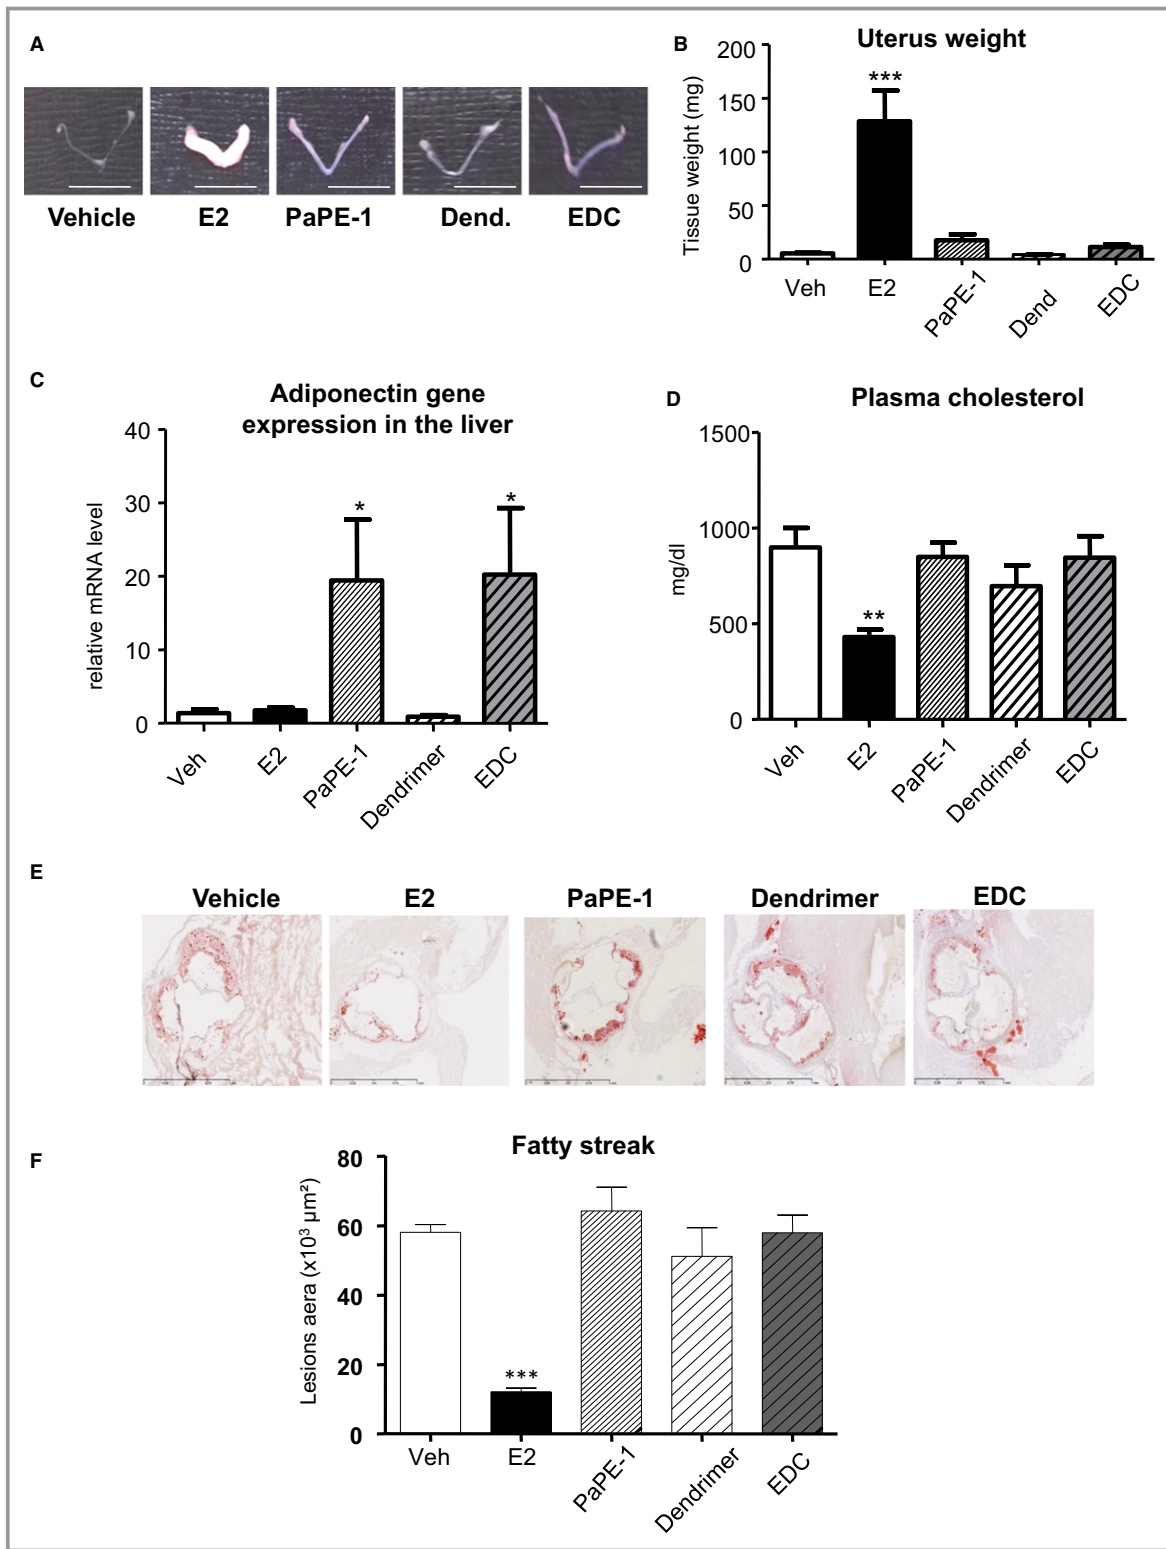 A
Vehicle
E2
PaPE-1
Dend.
EDC
B
Uterus weight
Tissue weight (mg)
200
150
100
50
0
***
Veh
E2
PaPE-1
Dend
EDC
C
Adiponectin gene
expression in the liver
relative mRNA level
40
30
20
10
0
*
*
Veh
E2
PaPE-1
Dendrimer
EDC
D
Plasma cholesterol
mg/dl
1500
1000
500
0
**
Veh
E2
PaPE-1
Dendrimer
EDC
E
Vehicle
E2
PaPE-1
Dendrimer
EDC
F
Fatty streak
Lesions aera (x10³ µm²)
80
60
40
20
0
***
Veh
E2
PaPE-1
Dendrimer
EDC